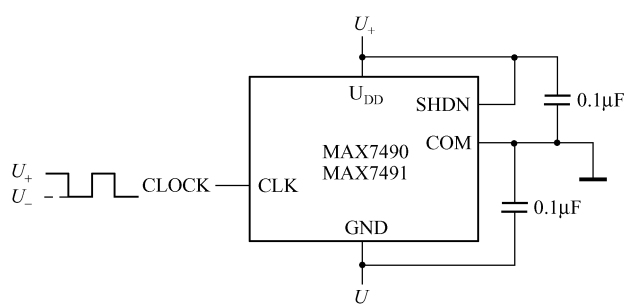 U+
UDD
SHDN
0.1μF
COM
MAX7490
MAX7491
U+
U−
CLOCK
CLK
0.1μF
GND
U